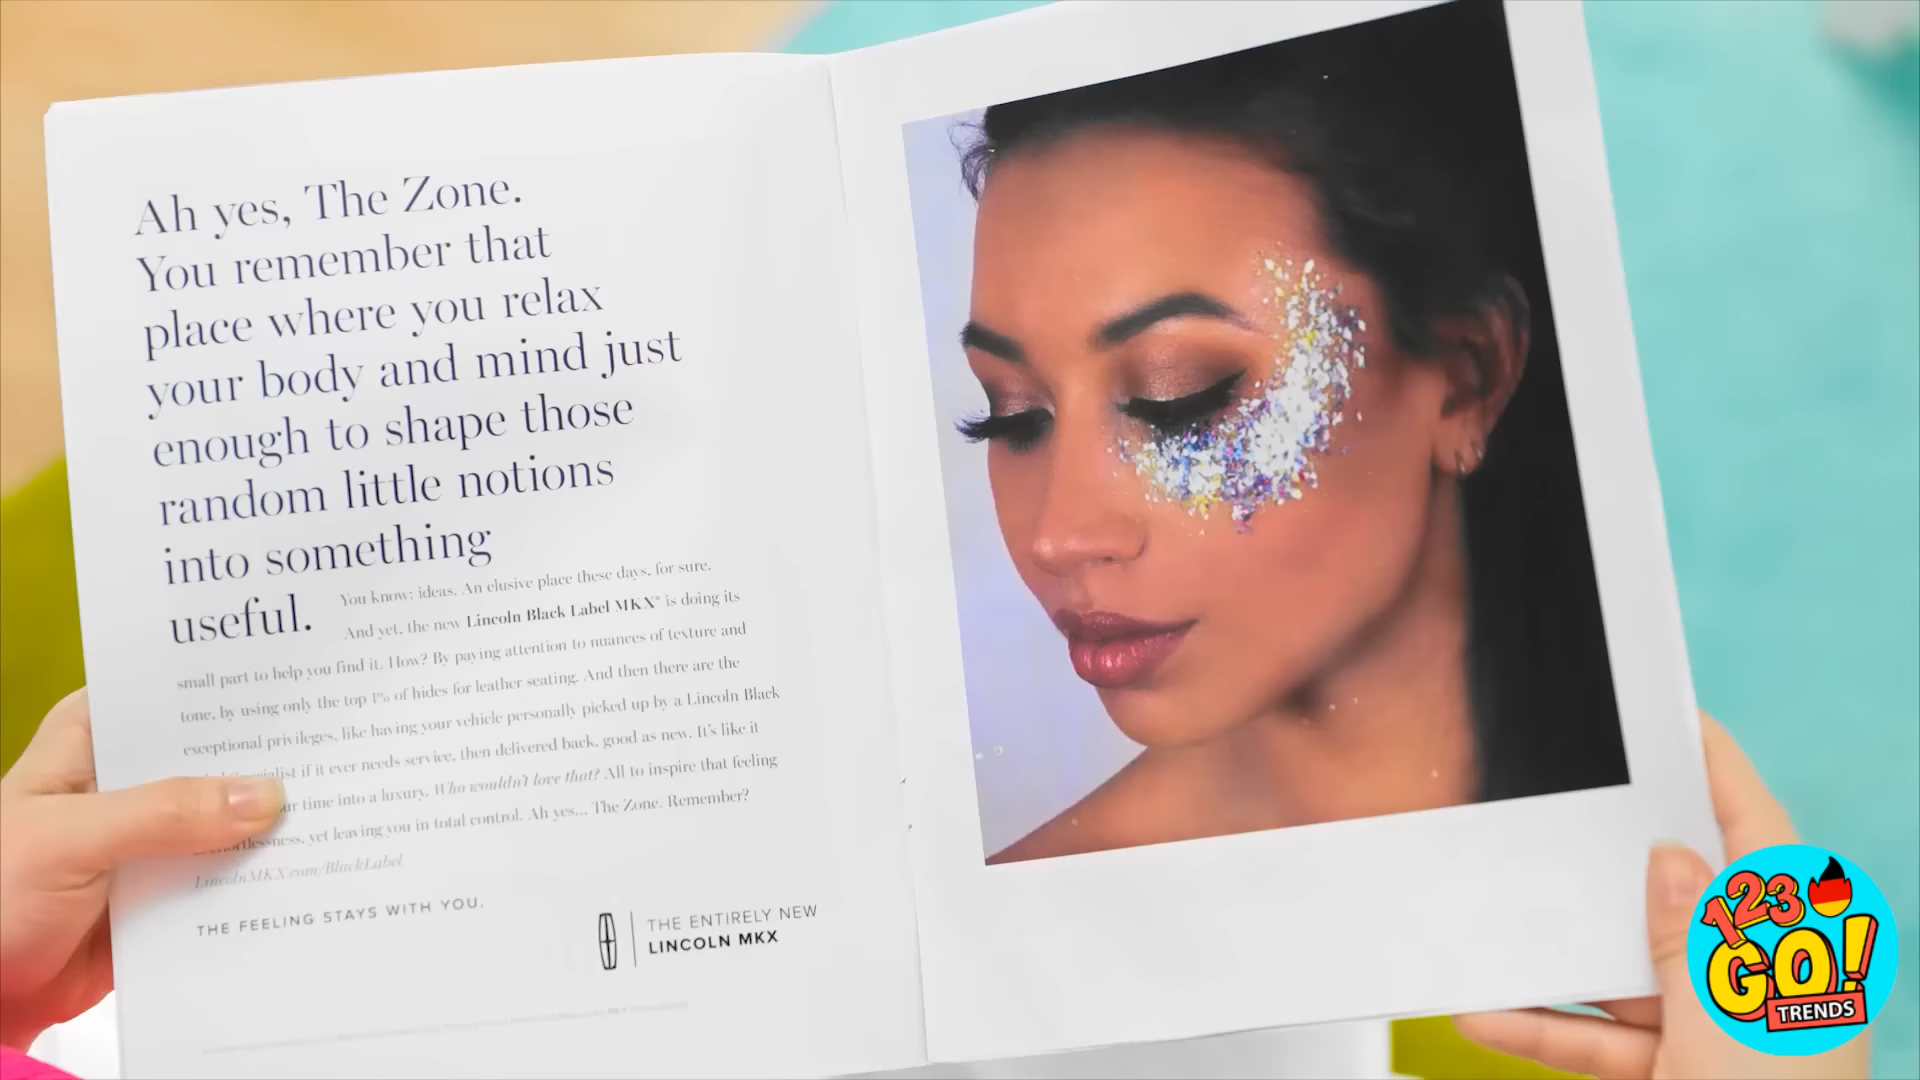 Ah yes, The Zone.
You remember that
place where you relax
your body and mind just
enough to shape those
random little notions
into something
useful.
You know: ideas. An elusive place these days, for sure.
And yet, the new Lincoln Black Label MKX* is doing its
small part to help you find it. How? By paying attention to nuances of texture and
tone, by using only the top 1% of hides for leather seating. And then there are the
exceptional privileges, like having your vehicle personally picked up by a Lincoln Black
if it ever needs service, then delivered back, good as new. It's like it
time into a luxury. Who wouldn't love that? All to inspire that feeling
yet leaving you in total control. Ah yes... The Zone. Remember?
LincolnMKX.com/BlackLabel
THE FEELING STAYS WITH YOU.
THE ENTIRELY NEW
LINCOLN MKX
123
GO!
TRENDS